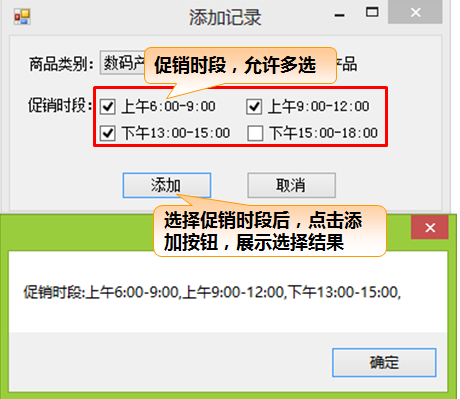 添加记录
商品类别： 数码产
产品
促销时段，允许多选
促销时段： 上午6:00-9:00 上午9:00-12:00
下午13:00-15:00 下午15:00-18:00
添加 取消
选择促销时段后，点击添
加按钮，展示选择结果
促销时段:上午6:00-9:00,上午9:00-12:00,下午13:00-15:00,
确定